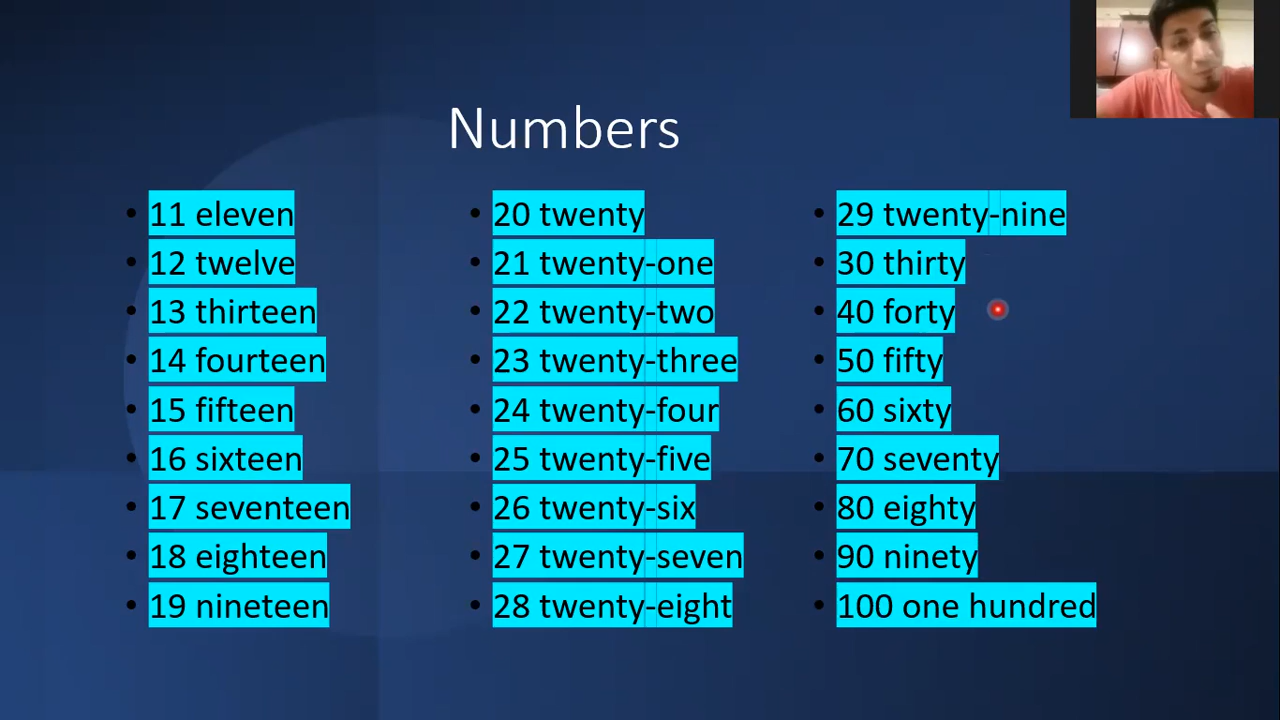 Numbers
11 eleven
12 twelve
13 thirteen
14 fourteen
15 fifteen
16 sixteen
17 seventeen
18 eighteen
19 nineteen
20 twenty
21 twenty-one
22 twenty-two
23 twenty-three
24 twenty-four
25 twenty-five
26 twenty-six
27 twenty-seven
28 twenty-eight
29 twenty-nine
30 thirty
40 forty
50 fifty
60 sixty
70 seventy
80 eighty
90 ninety
100 one hundred